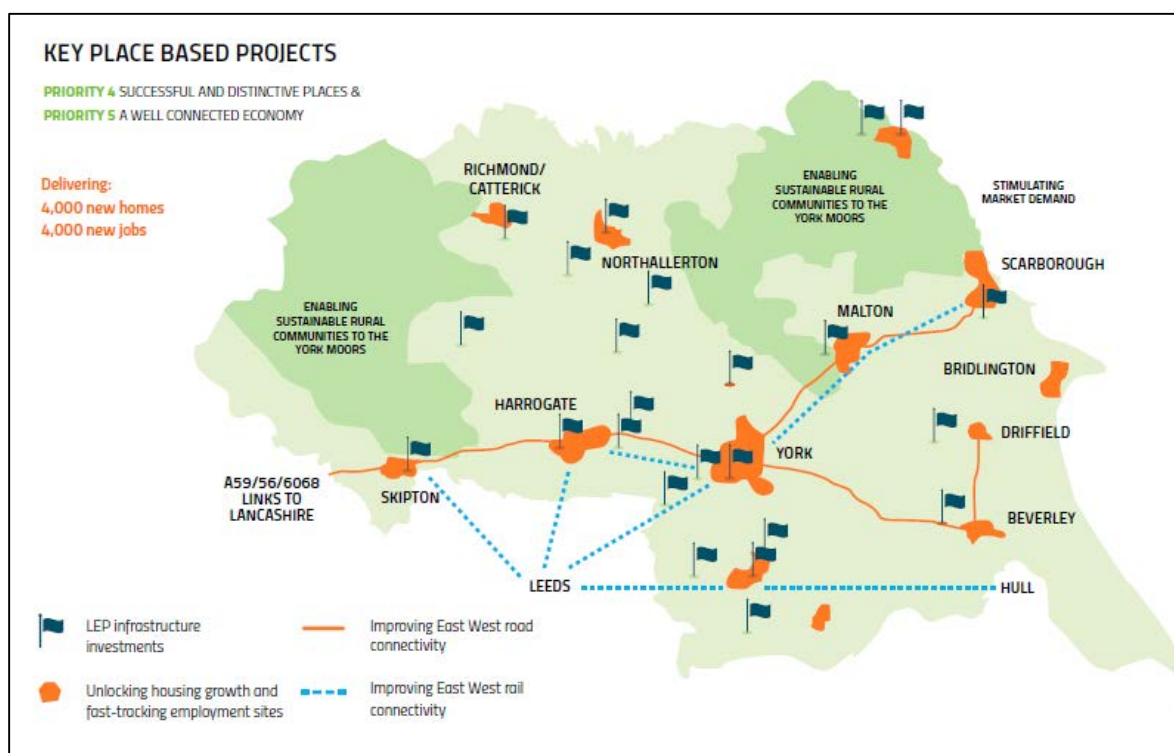 KEY PLACE BASED PROJECTS
PRIORITY 4 SUCCESSFUL AND DISTINCTIVE PLACES &
PRIORITY 5 A WELL CONNECTED ECONOMY
Delivering:
4,000 new homes
4,000 new jobs
RICHMOND/
CATTERICK
NORTHALLERTON
ENABLING
SUSTAINABLE RURAL
COMMUNITIES TO THE
YORK MOORS
STIMULATING
MARKET DEMAND
SCARBOROUGH
ENABLING
SUSTAINABLE RURAL
COMMUNITIES TO THE
YORK MOORS
MALTON
BRIDLINGTON
HARROGATE
DRIFFIELD
YORK
A59/56/6068
LINKS TO
LANCASHIRE
SKIPTON
BEVERLEY
LEEDS
HULL
LEP infrastructure
investments
Improving East West road
connectivity
Unlocking housing growth and
fast-tracking employment sites
Improving East West rail
connectivity